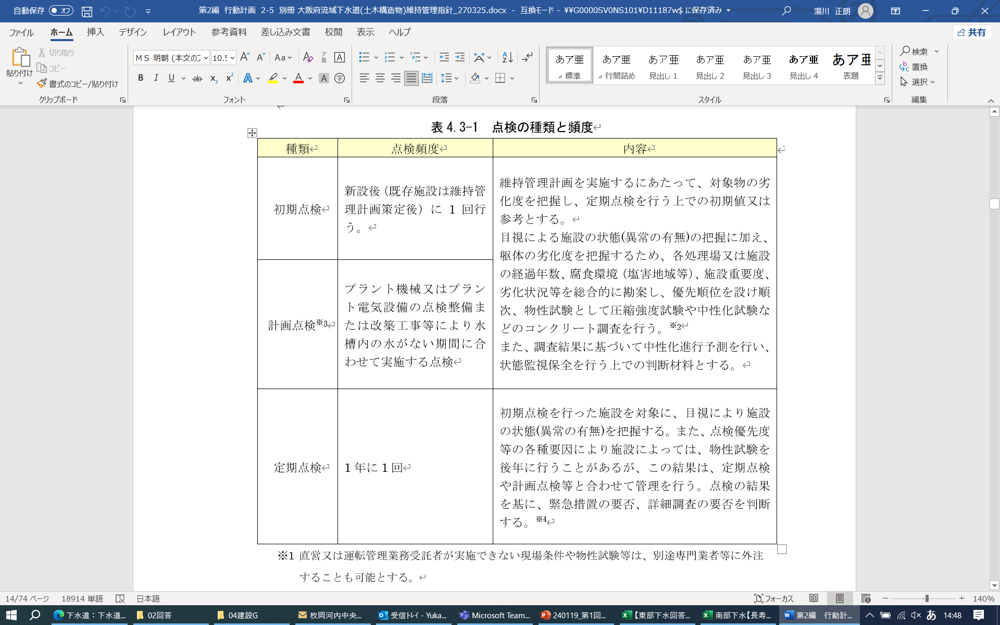 自動保存 オフ 第2編 行動計画 2-5 別冊 大阪府流域下水道(土木構造物)維持管理指針_270325.docx - 互換モード - ¥¥G0000SV0NS101¥D11187w$ に保存済み 湯川 正朗
ファイル ホーム 挿入 デザイン レイアウト 参考資料 差し込み文書 校閲 表示 ヘルプ 共有
貼り付け
切り取り
コピー
書式のコピー/貼り付け
クリップボード
ＭＳ 明朝 (本文のフ 10.5 Aa
B I U ab x₂ x² A A A 字
フォント
段落
あア亜 あア亜 あア亜 あア亜 あア亜 あア亜 あア亜
標準 行間詰め 見出し 1 見出し 2 見出し 3 見出し 4 表題
スタイル
検索
置換
選択
編集
表 4.3-1 点検の種類と頻度
種類 点検頻度 内容
初期点検
新設後（既存施設は維持管
理計画策定後）に 1 回行
う。
維持管理計画を実施するにあたって、対象物の劣
化度を把握し、定期点検を行う上での初期値又は
参考とする。
目視による施設の状態(異常の有無)の把握に加え、
躯体の劣化度を把握するため、各処理場又は施設
の経過年数、腐食環境（塩害地域等）、施設重要度、
劣化状況等を総合的に勘案し、優先順位を設け順
次、物性試験として圧縮強度試験や中性化試験な
どのコンクリート調査を行う。※2
また、調査結果に基づいて中性化進行予測を行い、
状態監視保全を行う上での判断材料とする。
計画点検※3
プラント機械又はプラン
ト電気設備の点検整備ま
たは改築工事等により水
槽内の水がない期間に合
わせて実施する点検
定期点検
1 年に 1 回
初期点検を行った施設を対象に、目視により施設
の状態(異常の有無)を把握する。また、点検優先度
等の各種要因により施設によっては、物性試験を
後年に行うことがあるが、この結果は、定期点検
や計画点検等と合わせて管理を行う。点検の結果
を基に、緊急措置の要否、詳細調査の要否を判断
する。※4
※1 直営又は運転管理業務受託者が実施できない現場条件や物性試験等は、別途専門業者等に外注
することも可能とする。
14/74 ページ 18914 単語 日本語 フォーカス 140%
下水道：下水道... 02回答 04建設G 枚岡河内中央... 受信ﾄﾚｲ - Yuka... Microsoft Team... 240119_第1回... 【東部下水回答... 南部下水【長寿... 第2編 行動計... あ 14:48